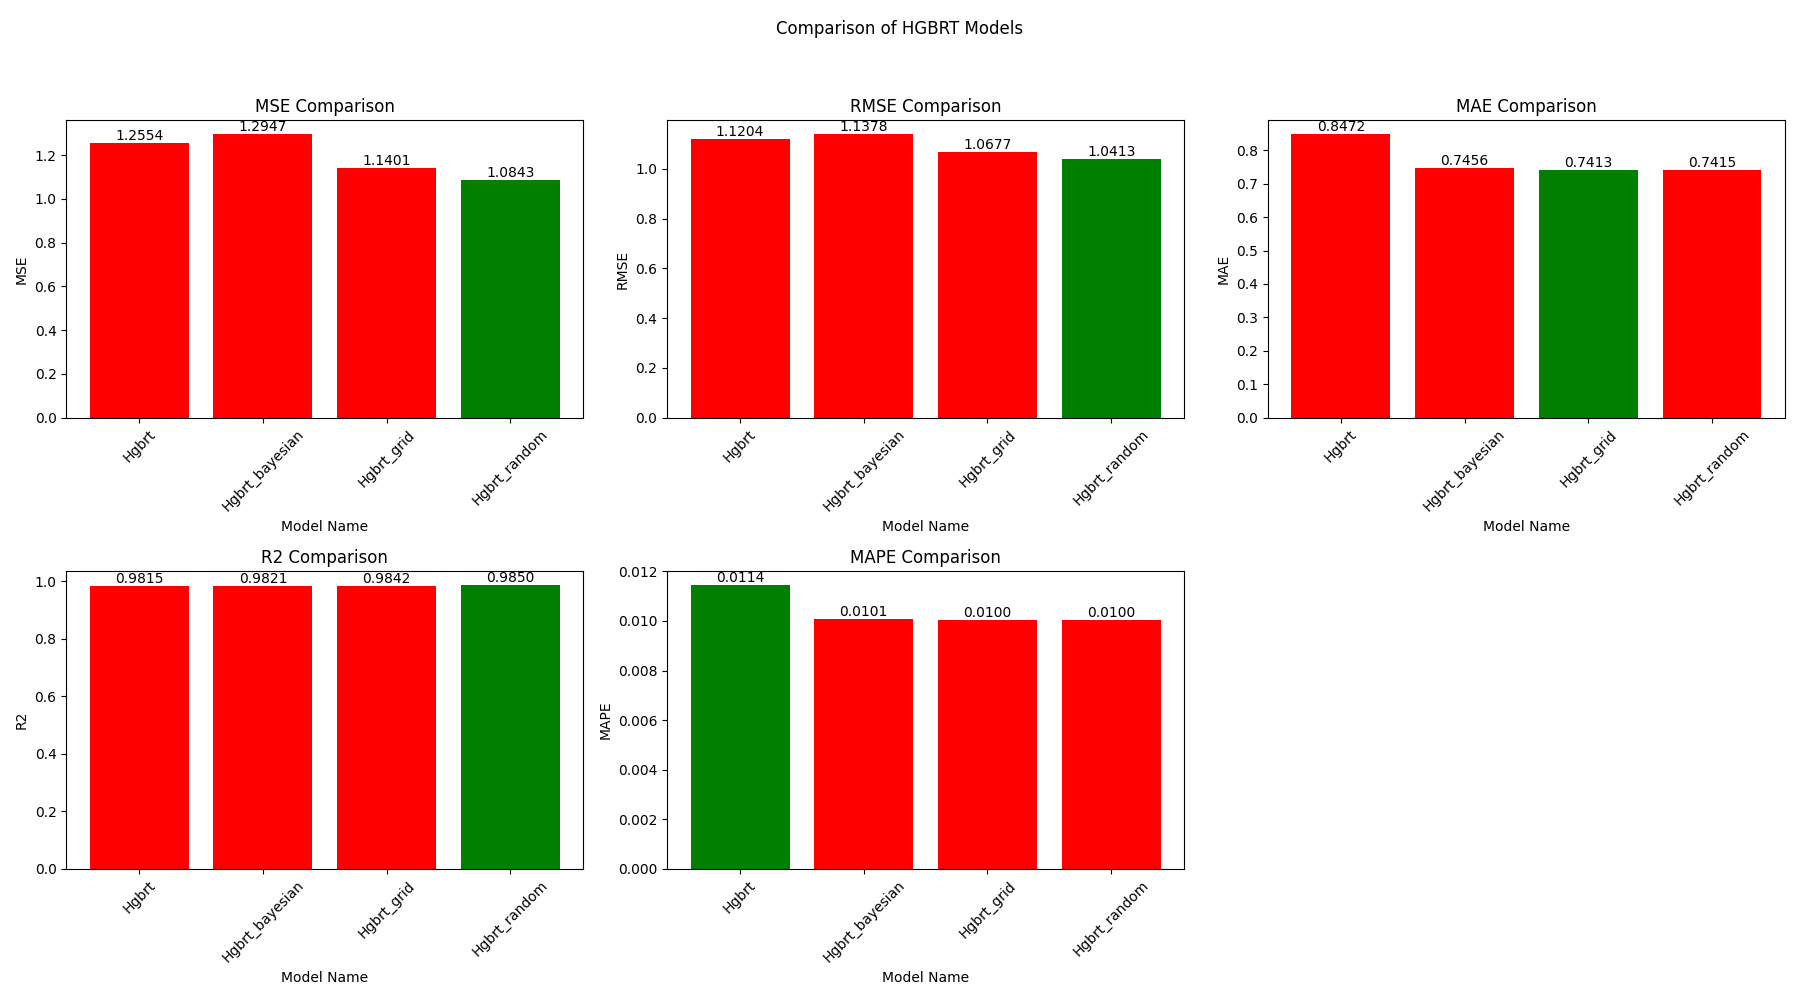 Comparison of HGBRT Models
MSE Comparison
1.2554
1.2947
1.1401
1.0843
1.2
1.0
0.8
0.6
0.4
0.2
0.0
MSE
Hgbrt
Hgbrt_bayesian
Hgbrt_grid
Hgbrt_random
Model Name
RMSE Comparison
1.1204
1.1378
1.0677
1.0413
1.0
0.8
0.6
0.4
0.2
0.0
RMSE
Hgbrt
Hgbrt_bayesian
Hgbrt_grid
Hgbrt_random
Model Name
MAE Comparison
0.8472
0.7456
0.7413
0.7415
0.8
0.7
0.6
0.5
0.4
0.3
0.2
0.1
0.0
MAE
Hgbrt
Hgbrt_bayesian
Hgbrt_grid
Hgbrt_random
Model Name
R2 Comparison
0.9815
0.9821
0.9842
0.9850
1.0
0.8
0.6
0.4
0.2
0.0
R2
Hgbrt
Hgbrt_bayesian
Hgbrt_grid
Hgbrt_random
Model Name
MAPE Comparison
0.0114
0.0101
0.0100
0.0100
0.012
0.010
0.008
0.006
0.004
0.002
0.000
MAPE
Hgbrt
Hgbrt_bayesian
Hgbrt_grid
Hgbrt_random
Model Name